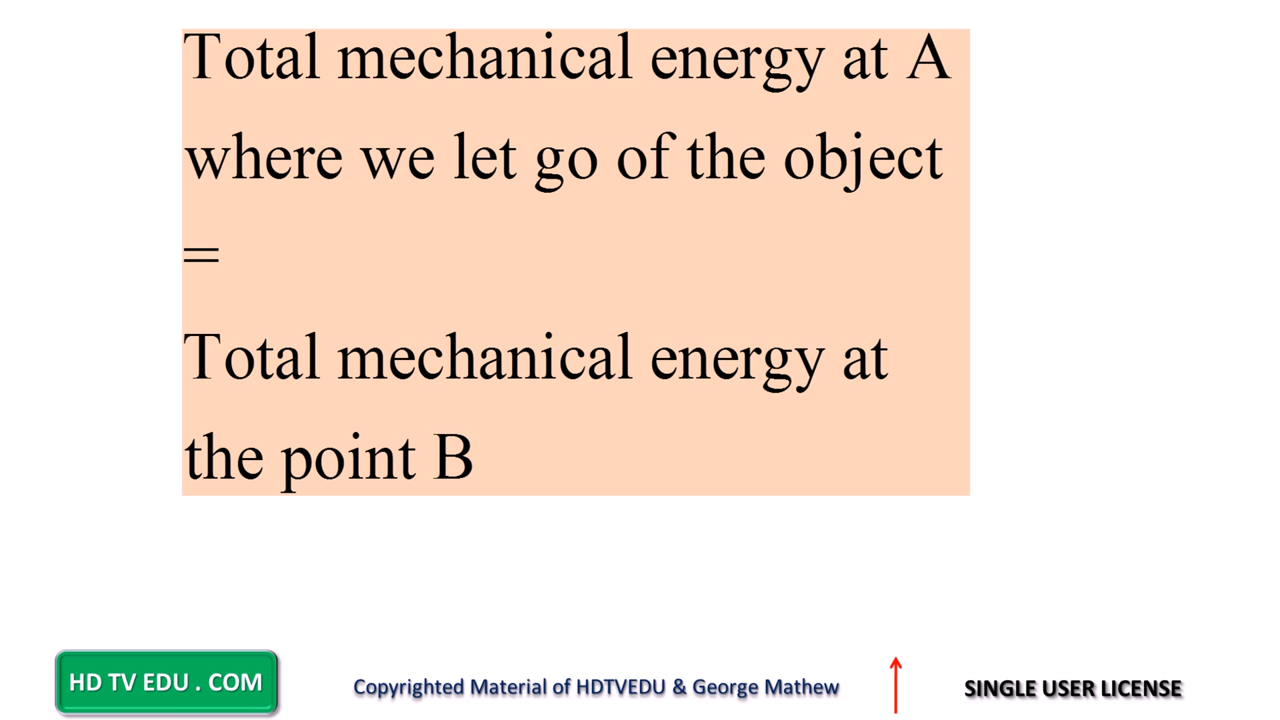 Total mechanical energy at A
where we let go of the object
=
Total mechanical energy at
the point B
HD TV EDU . COM
Copyrighted Material of HDTVEDU & George Mathew
SINGLE USER LICENSE